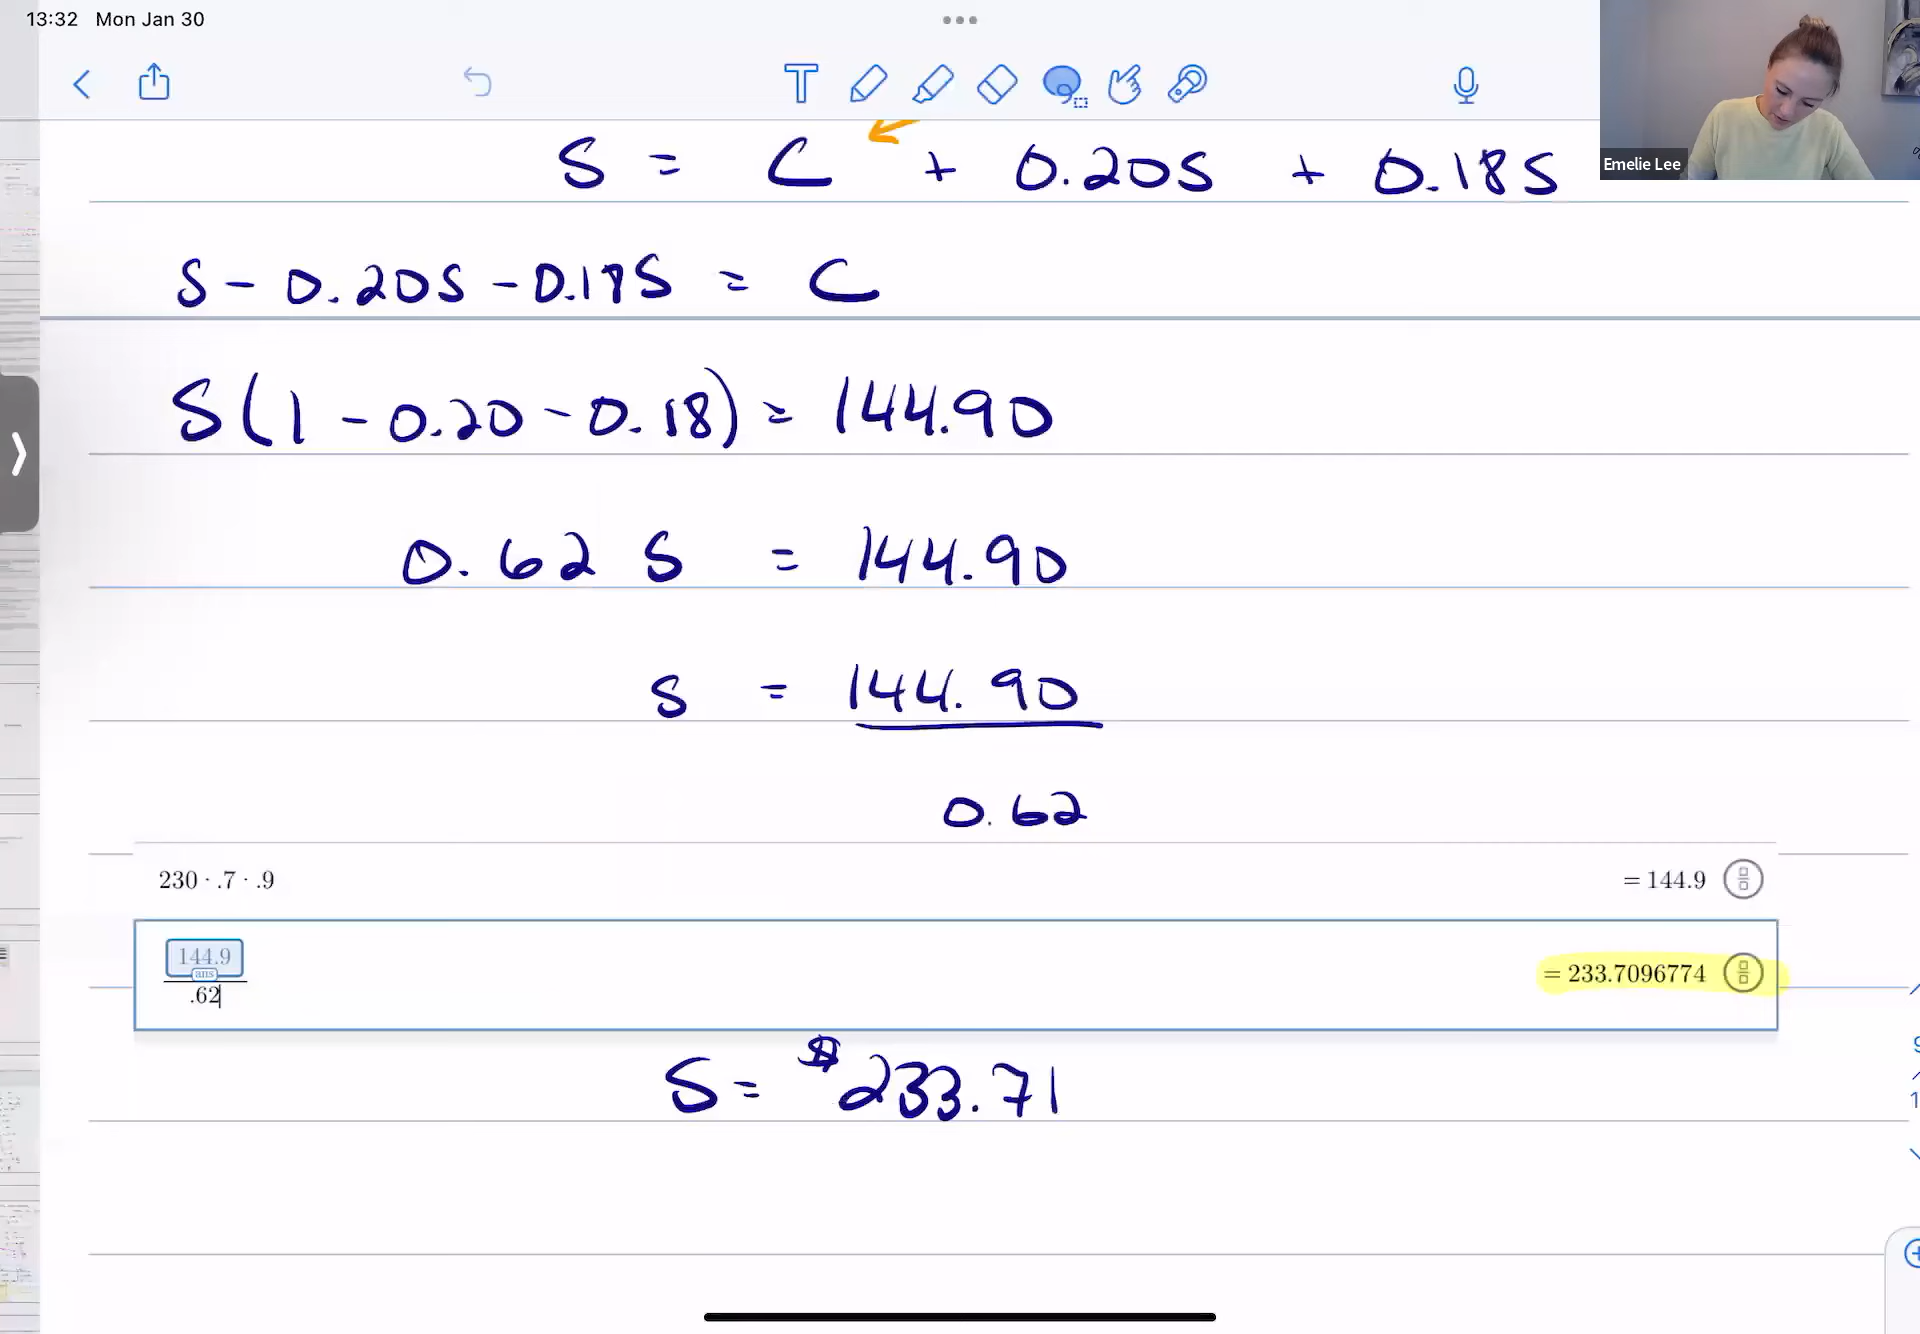 13:32 Mon Jan 30
Emelie Lee
S = C + 0.20S + 0.18S
S - 0.20S - 0.18S = C
S(1 - 0.20 - 0.18) = 144.90
0.62 S = 144.90
S = 144.90
0.62
230 · .7 · .9 = 144.9
144.9
ans
.62
= 233.7096774
S = $233.71